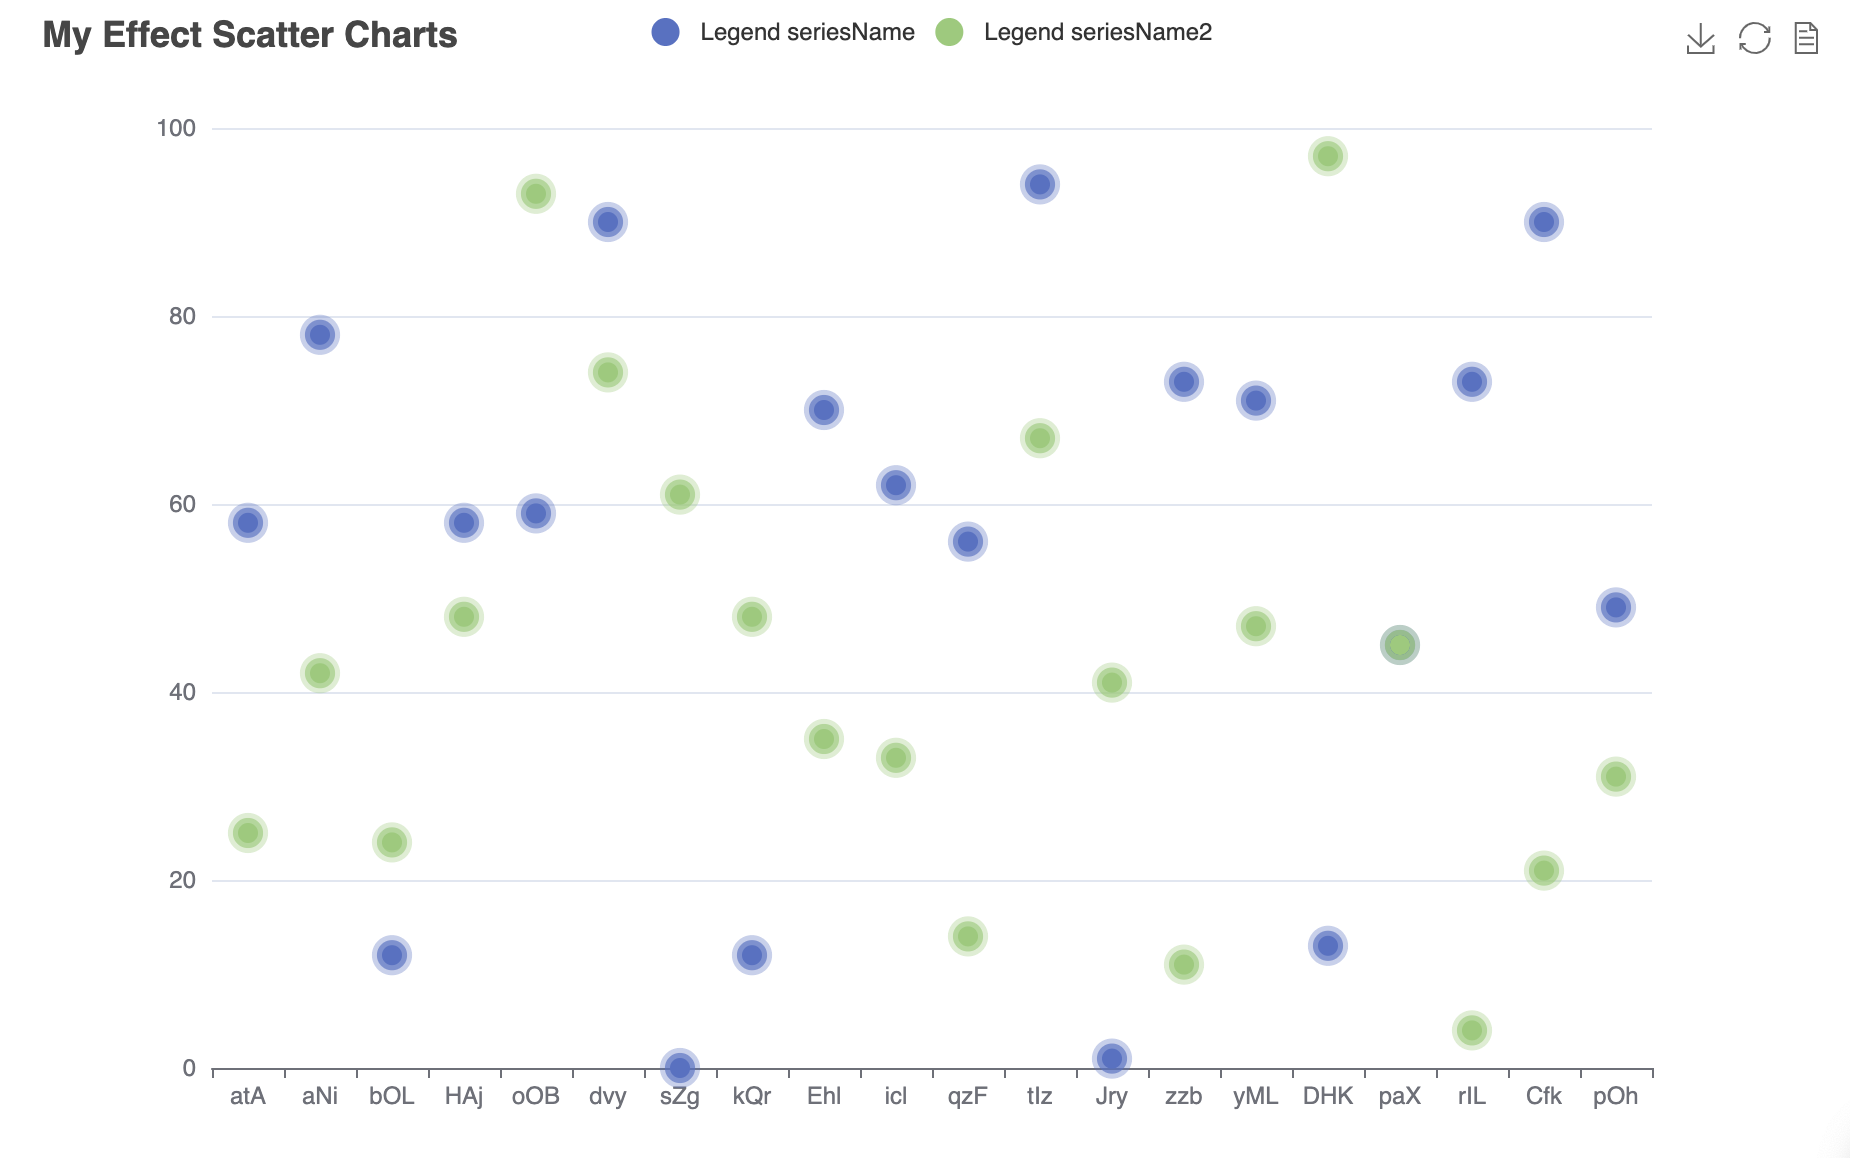 My Effect Scatter Charts
Legend seriesName Legend seriesName2
100
80
60
40
20
0
atA aNi bOL HAj oOB dvy sZg kQr Ehl icl qzF tIz Jry zzb yML DHK paX rIL Cfk pOh